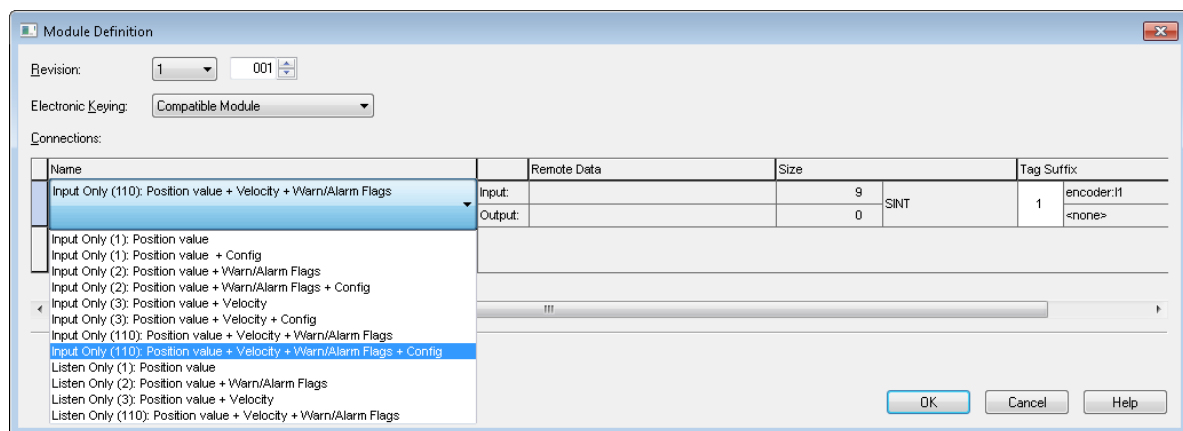 Module Definition
Revision: 1 001
Electronic Keying: Compatible Module
Connections:
Name Remote Data Size Tag Suffix
Input Only (110): Position value + Velocity + Warn/Alarm Flags Input: 9 SINT 1 encoder:I1
Output: 0 <none>
Input Only (1): Position value
Input Only (1): Position value + Config
Input Only (2): Position value + Warn/Alarm Flags
Input Only (2): Position value + Warn/Alarm Flags + Config
Input Only (3): Position value + Velocity
Input Only (3): Position value + Velocity + Config
Input Only (110): Position value + Velocity + Warn/Alarm Flags
Input Only (110): Position value + Velocity + Warn/Alarm Flags + Config
Listen Only (1): Position value
Listen Only (2): Position value + Warn/Alarm Flags
Listen Only (3): Position value + Velocity
Listen Only (110): Position value + Velocity + Warn/Alarm Flags
OK Cancel Help